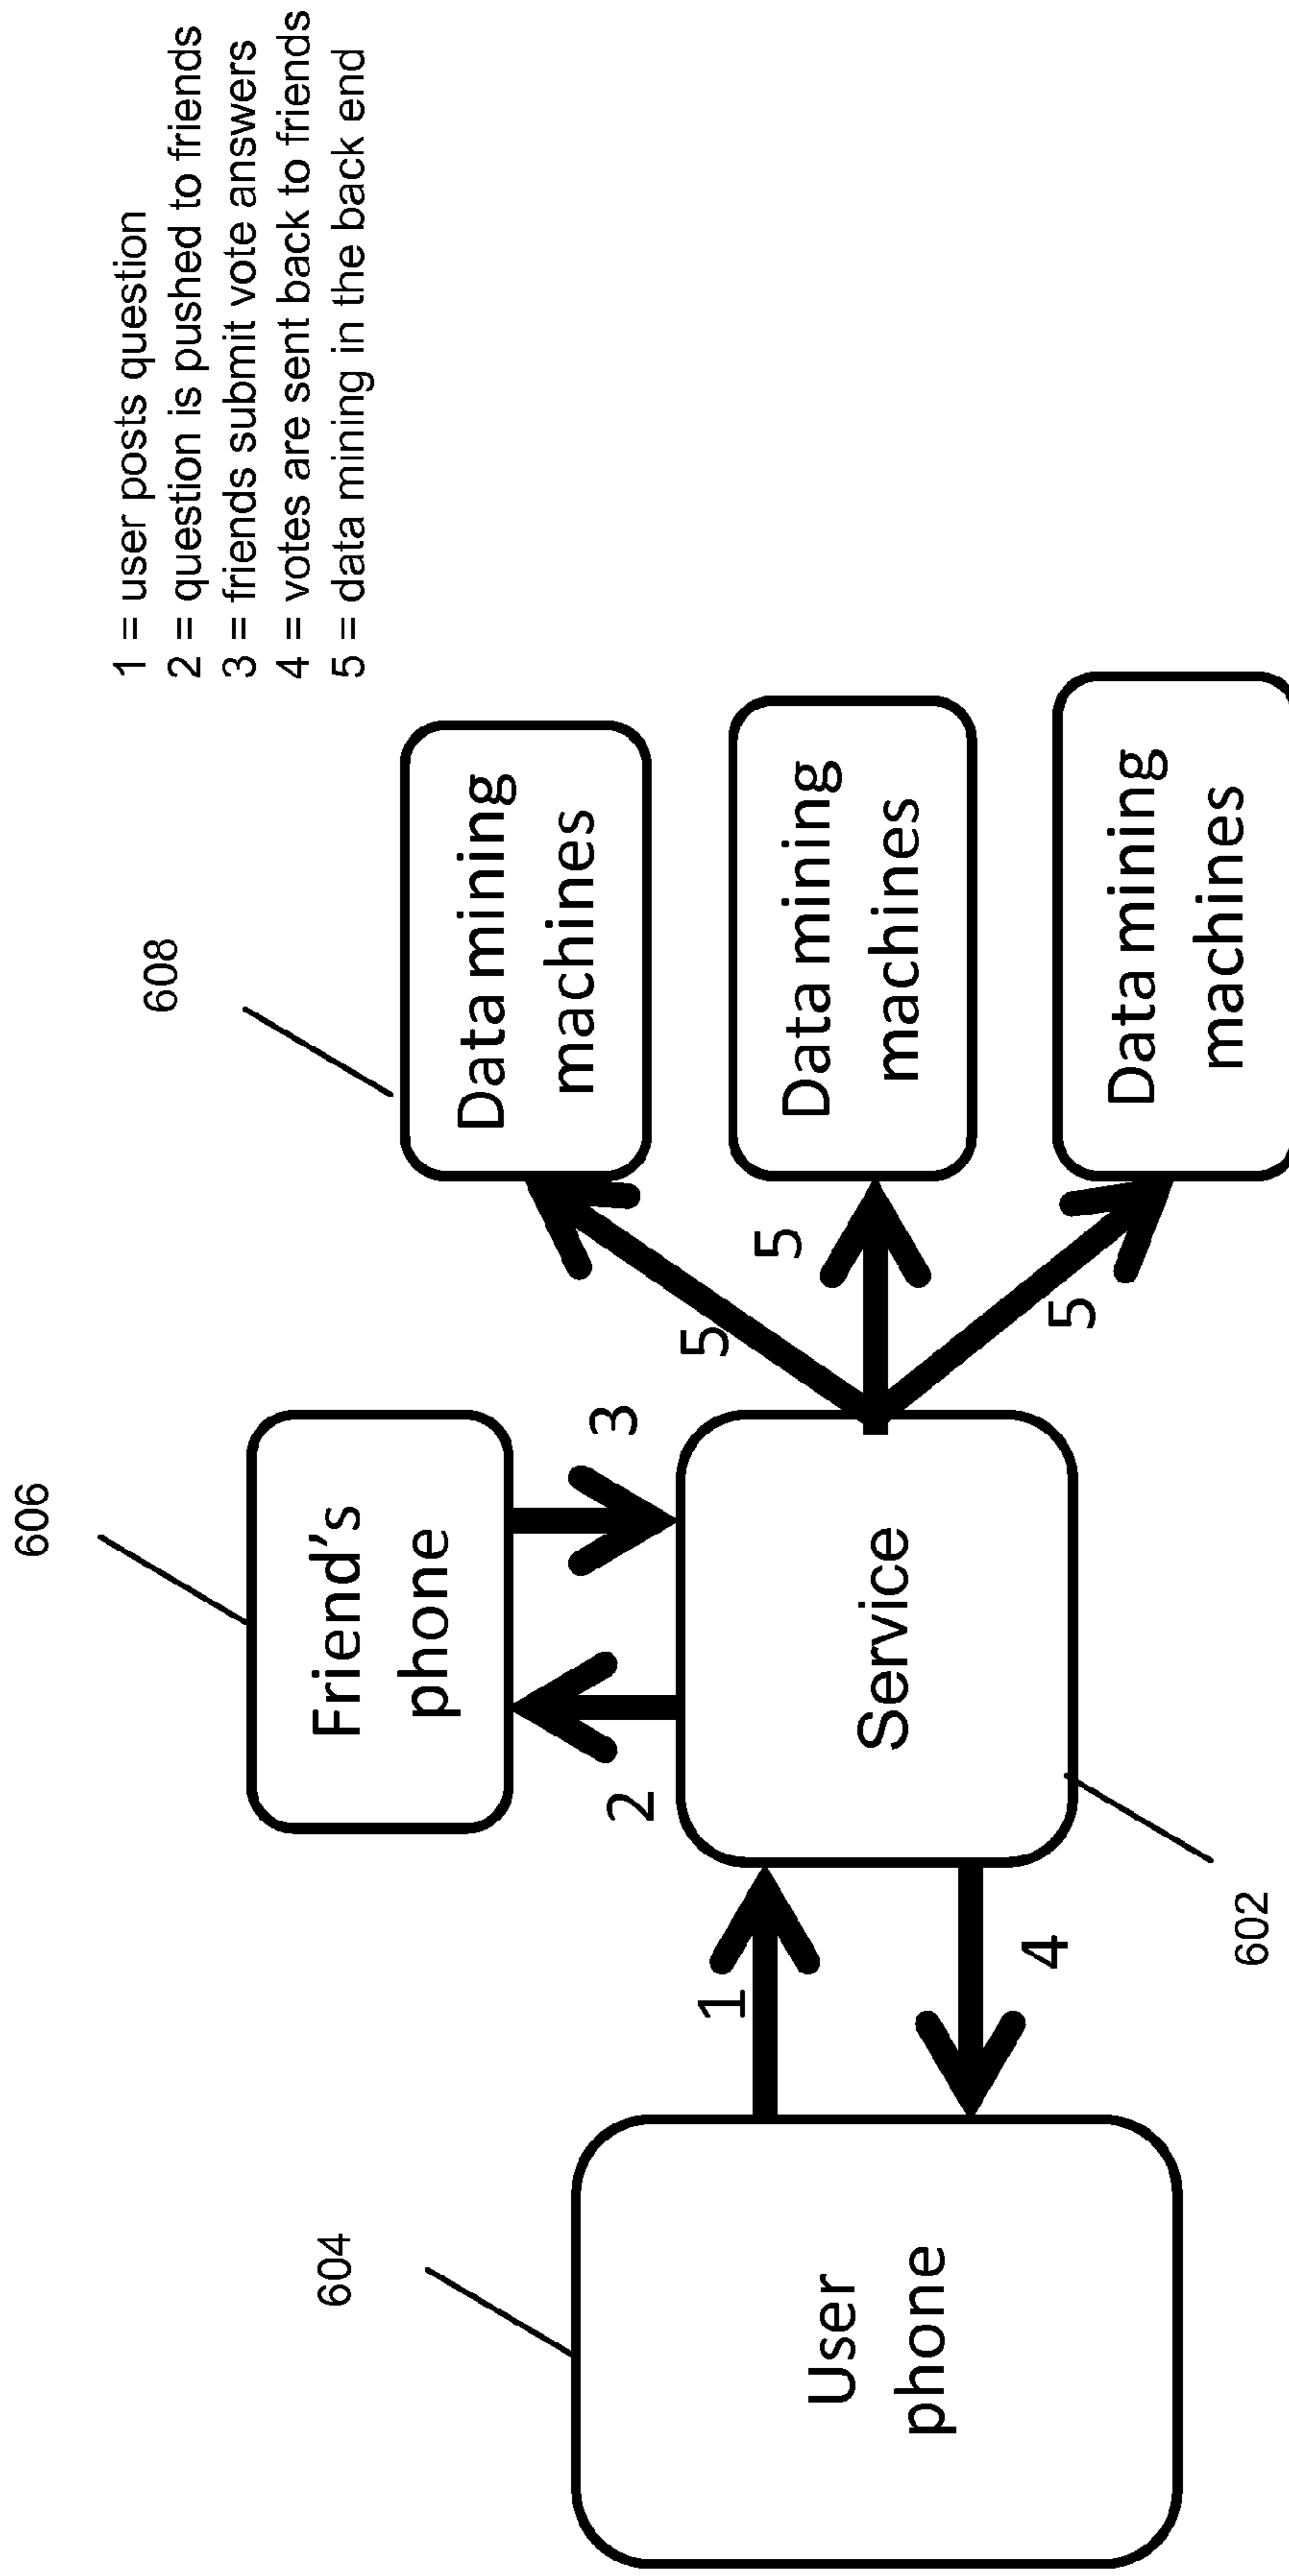 1 = user posts question
2 = question is pushed to friends
3 = friends submit vote answers
4 = votes are sent back to friends
5 = data mining in the back end
606
608
604
Friend's
phone
Data mining
machines
2
3
1
5
5
User
phone
Service
Data mining
machines
4
5
602
Data mining
machines